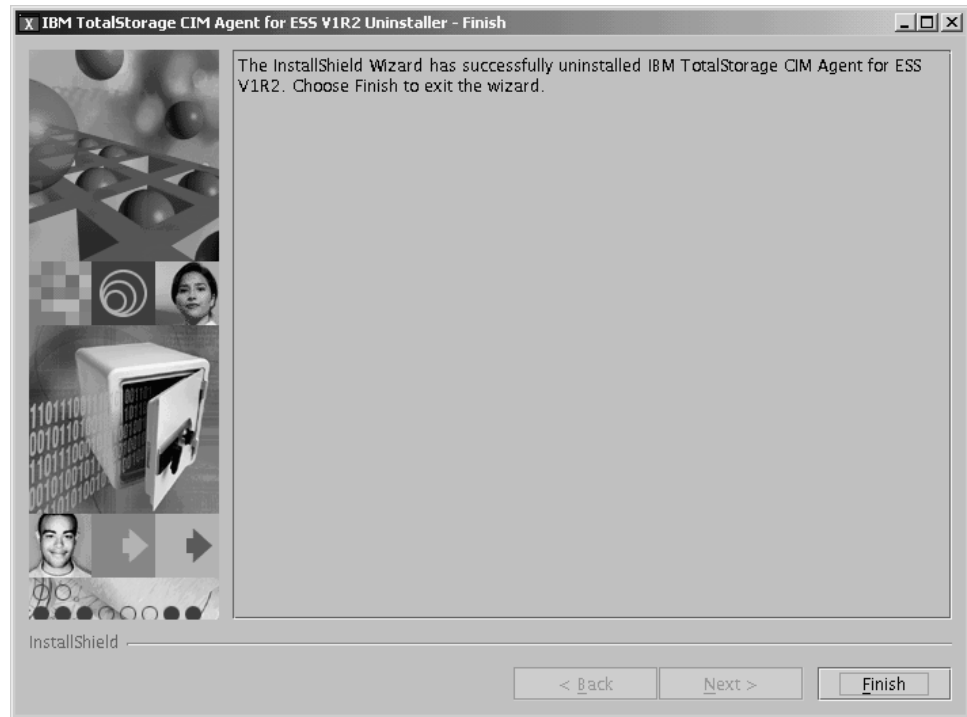 X IBM TotalStorage CIM Agent for ESS V1R2 Uninstaller - Finish
The InstallShield Wizard has successfully uninstalled IBM TotalStorage CIM Agent for ESS
V1R2. Choose Finish to exit the wizard.
InstallShield
< Back
Next >
Finish